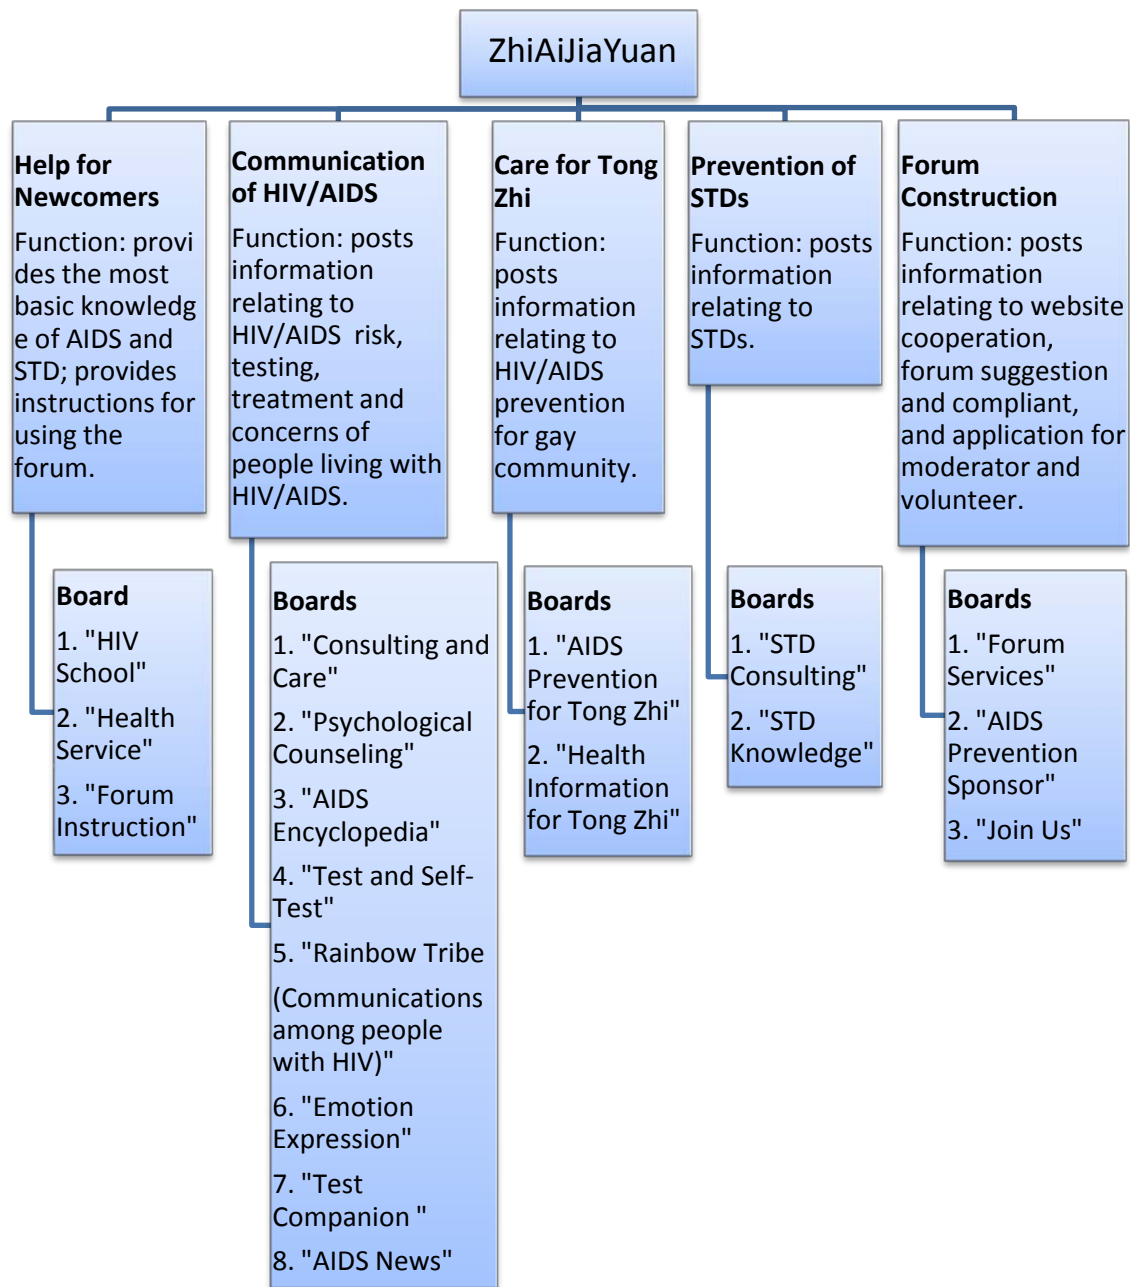 ZhiAiJiaYuan
Help for
Newcomers
Function: provi
des the most
basic knowledg
e of AIDS and
STD; provides
instructions for
using the
forum.
Communication
of HIV/AIDS
Function: posts
information
relating to
HIV/AIDS  risk,
testing,
treatment and
concerns of
people living with
HIV/AIDS.
Care for Tong
Zhi
Function:
posts
information
relating to
HIV/AIDS
prevention
for gay
community.
Prevention of
STDs
Function: posts
information
relating to
STDs.
Forum
Construction
Function: posts
information
relating to website
cooperation,
forum suggestion
and compliant,
and application for
moderator and
volunteer.
Board
1. "HIV
School"
2. "Health
Service"
3. "Forum
Instruction"
Boards
1. "Consulting and
Care"
2. "Psychological
Counseling"
3. "AIDS
Encyclopedia"
4. "Test and Self-
Test"
5. "Rainbow Tribe
(Communications
among people
with HIV)"
6. "Emotion
Expression"
7. "Test
Companion "
8. "AIDS News"
Boards
1. "AIDS
Prevention
for Tong Zhi"
2. "Health
Information
for Tong Zhi"
Boards
1. "STD
Consulting"
2. "STD
Knowledge"
Boards
1. "Forum
Services"
2. "AIDS
Prevention
Sponsor"
3. "Join Us"